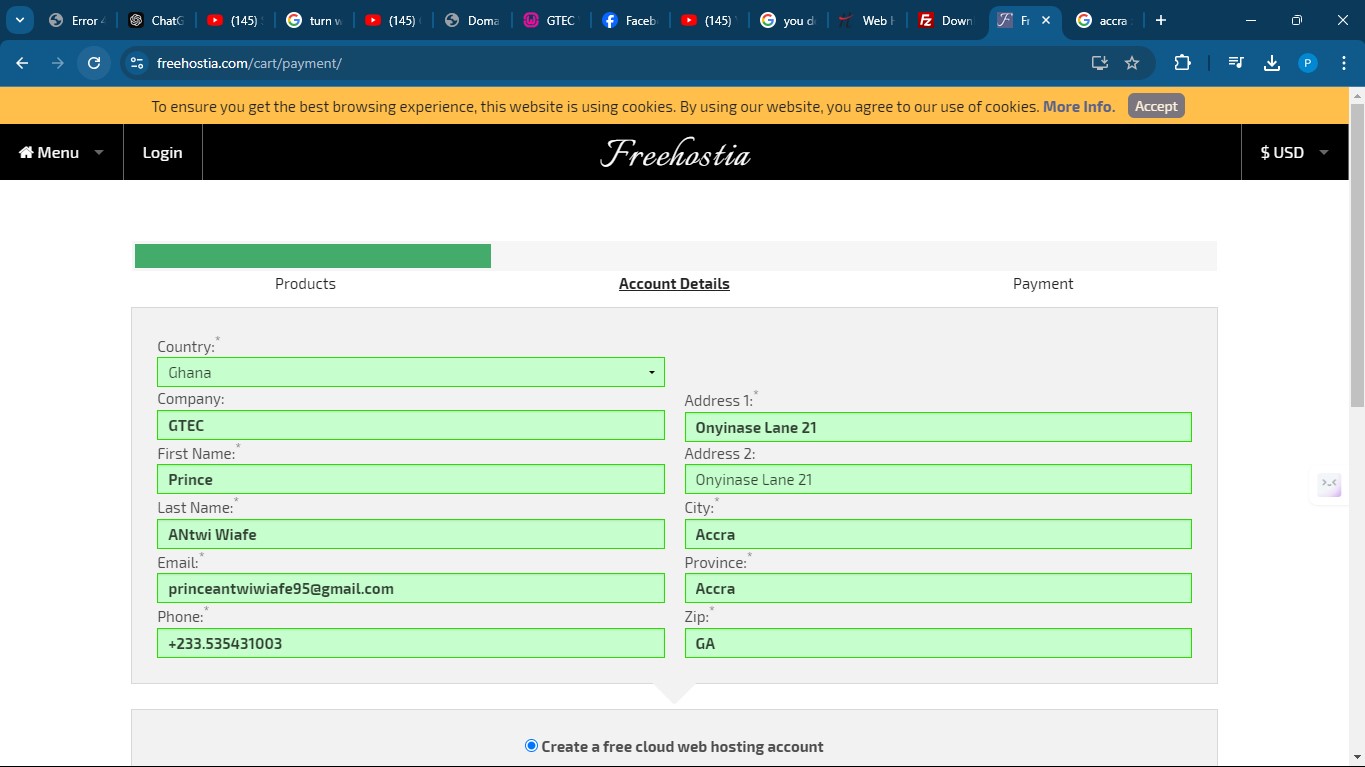 Error 4
ChatG
(145)
turn w
(145)
Doma
GTEC
Faceb
(145)
you d
Web H
Down
Fr
accra
freehostia.com/cart/payment/
P
To ensure you get the best browsing experience, this website is using cookies. By using our website, you agree to our use of cookies. More Info. Accept
Menu
Login
Freehostia
$ USD
Products
Account Details
Payment
Country:*
Ghana
Company:
GTEC
First Name:*
Prince
Last Name:*
ANtwi Wiafe
Email:*
princeantwiwiafe95@gmail.com
Phone:*
+233.535431003
Address 1:*
Onyinase Lane 21
Address 2:
Onyinase Lane 21
City:*
Accra
Province:*
Accra
Zip:*
GA
Create a free cloud web hosting account